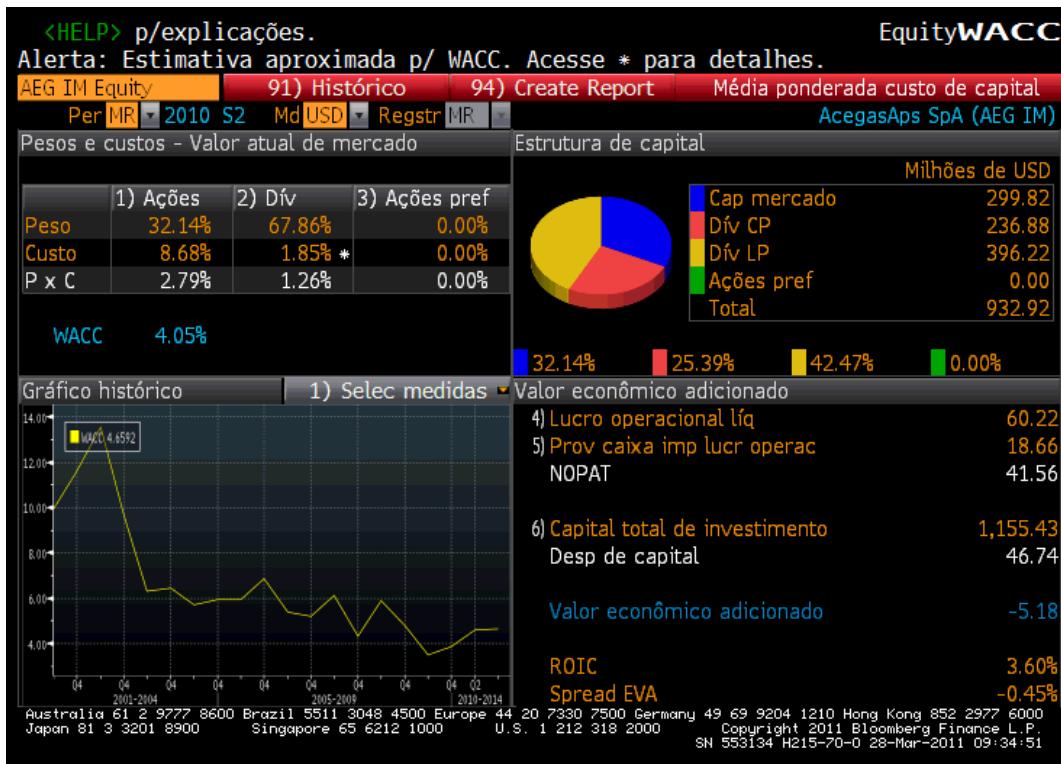 <HELP> p/explicações.
EquityWACC
Alerta: Estimativa aproximada p/ WACC. Acesse * para detalhes.
AEG IM Equity 91) Histórico 94) Create Report Média ponderada custo de capital
Per MR 2010 S2 Md USD Regstr MR AcegasAps SpA (AEG IM)
Pesos e custos - Valor atual de mercado
1) Ações 2) Dív 3) Ações pref
Peso 32.14% 67.86% 0.00%
Custo 8.68% 1.85% * 0.00%
P x C 2.79% 1.26% 0.00%
WACC 4.05%
Estrutura de capital
Milhões de USD
Cap mercado 299.82
Dív CP 236.88
Dív LP 396.22
Ações pref 0.00
Total 932.92
32.14% 25.39% 42.47% 0.00%
Gráfico histórico 1) Selec medidas
14.00
WACC 4.6592
12.00
10.00
8.00
6.00
4.00
Q4 Q4 Q4 Q4 Q4 Q4 Q4 Q4 Q4 Q2
2001-2004 2005-2009 2010-2014
Valor econômico adicionado
4) Lucro operacional líq 60.22
5) Prov caixa imp lucr operac 18.66
NOPAT 41.56
6) Capital total de investimento 1,155.43
Desp de capital 46.74
Valor econômico adicionado -5.18
ROIC 3.60%
Spread EVA -0.45%
Australia 61 2 9777 8600 Brazil 5511 3048 4500 Europe 44 20 7330 7500 Germany 49 69 9204 1210 Hong Kong 852 2977 6000
Japan 81 3 3201 8900 Singapore 65 6212 1000 U.S. 1 212 318 2000 Copyright 2011 Bloomberg Finance L.P.
SN 553134 H215-70-0 28-Mar-2011 09:34:51